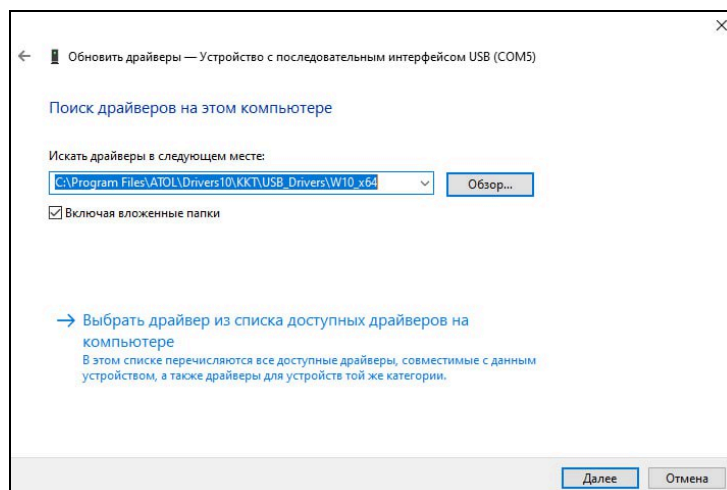 Обновить драйверы — Устройство с последовательным интерфейсом USB (COM5)
Поиск драйверов на этом компьютере
Искать драйверы в следующем месте:
C:\Program Files\ATOL\Drivers10\KKT\USB_Drivers\W10_x64
Обзор...
Включая вложенные папки
Выбрать драйвер из списка доступных драйверов на
компьютере
В этом списке перечисляются все доступные драйверы, совместимые с данным
устройством, а также драйверы для устройств той же категории.
Далее
Отмена